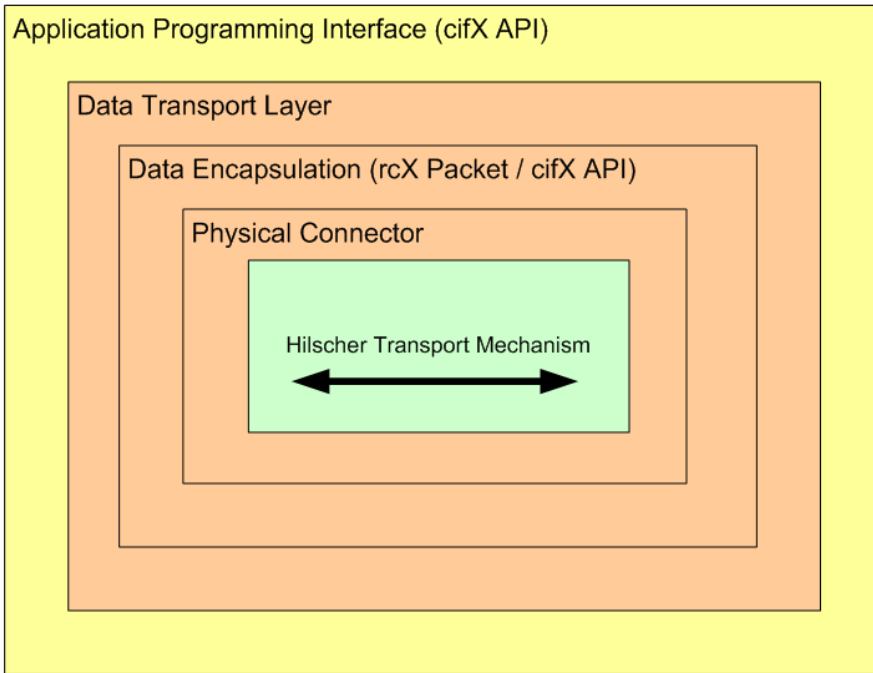 Application Programming Interface (cifX API)
Data Transport Layer
Data Encapsulation (rcX Packet / cifX API)
Physical Connector
Hilscher Transport Mechanism